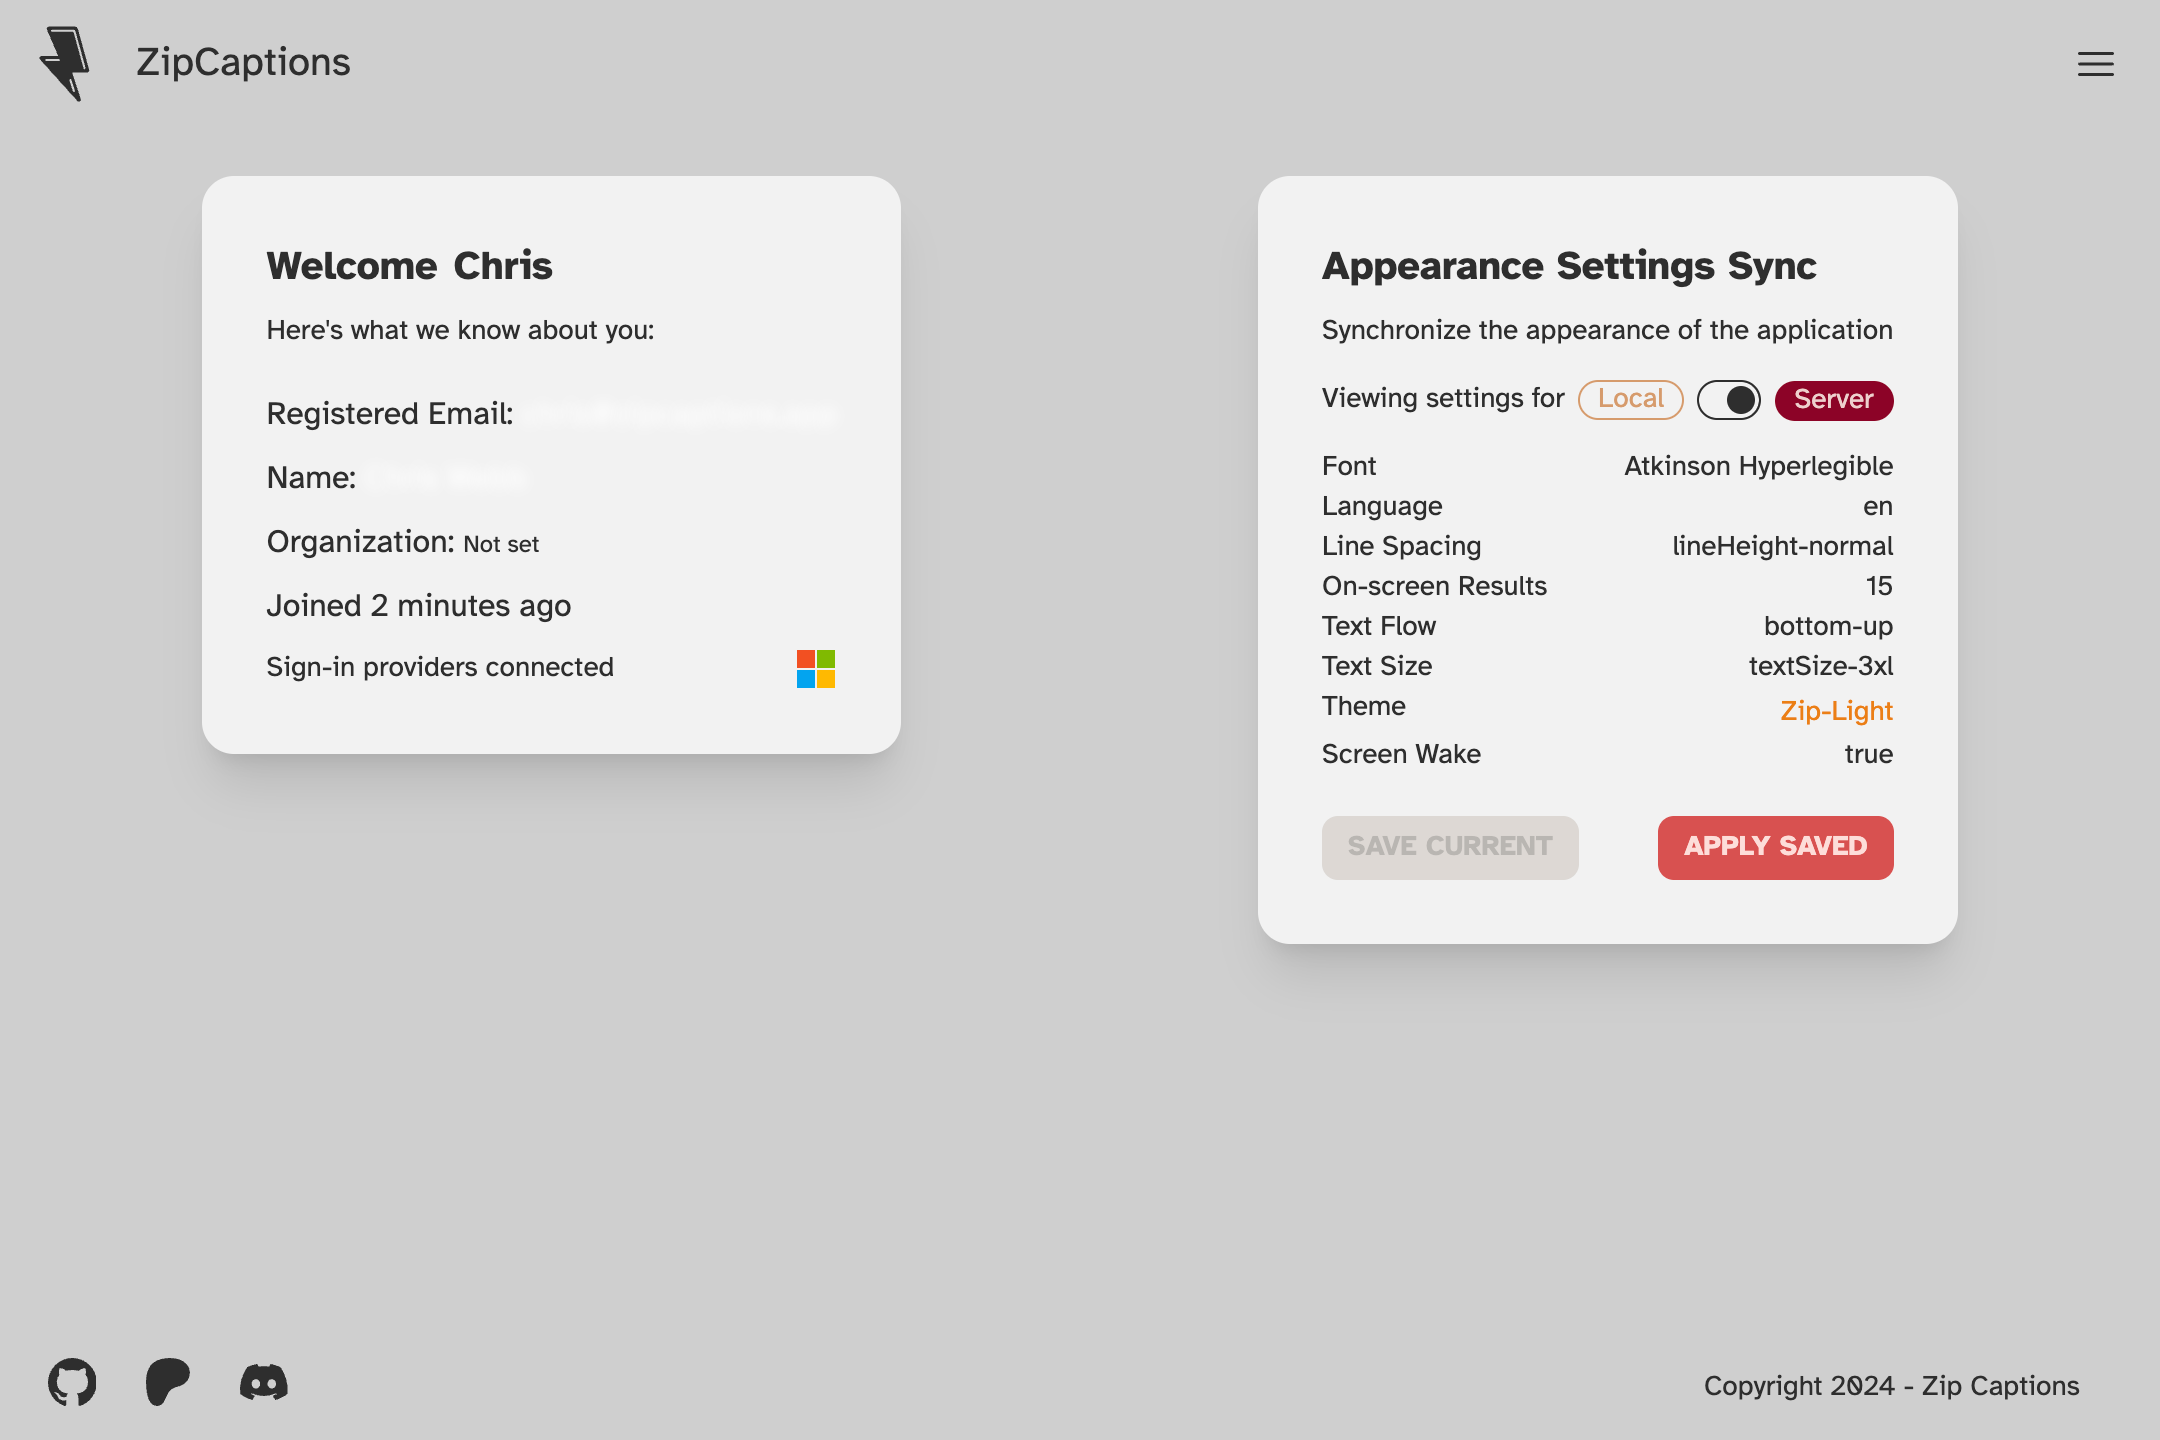 ZipCaptions
Welcome Chris
Here's what we know about you:
Registered Email:
Name:
Organization: Not set
Joined 2 minutes ago
Sign-in providers connected
Appearance Settings Sync
Synchronize the appearance of the application
Viewing settings for Local Server
Font Atkinson Hyperlegible
Language en
Line Spacing lineHeight-normal
On-screen Results 15
Text Flow bottom-up
Text Size textSize-3xl
Theme Zip-Light
Screen Wake true
SAVE CURRENT APPLY SAVED
Copyright 2024 - Zip Captions